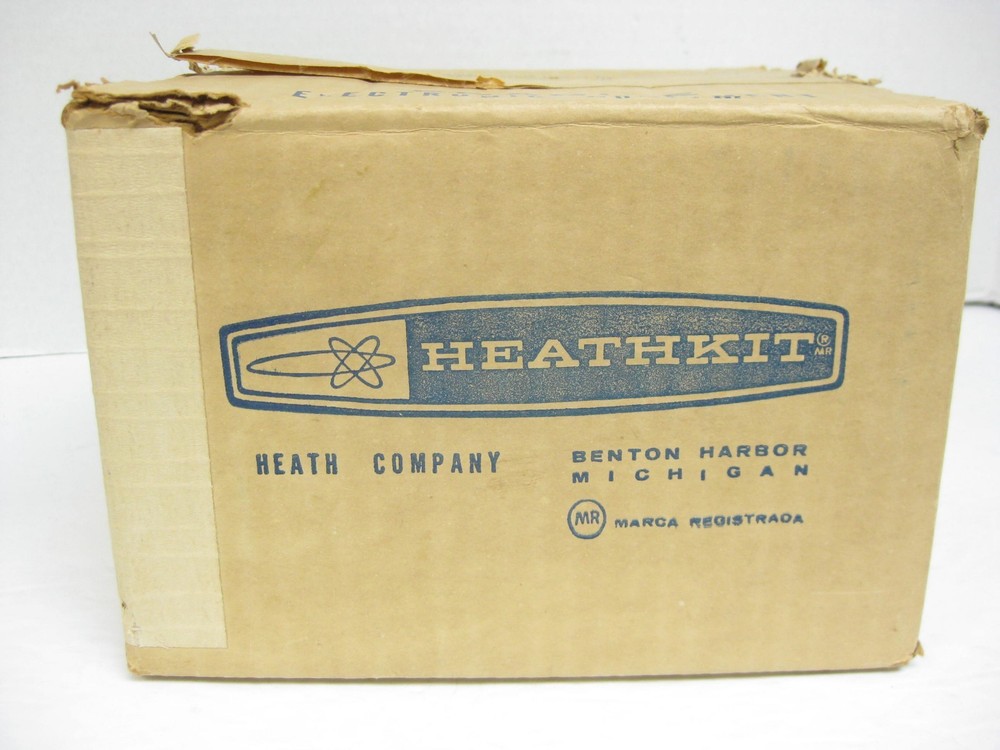 HEATHKIT® MR
HEATH COMPANY
BENTON HARBOR
MICHIGAN
MR MARCA REGISTRADA